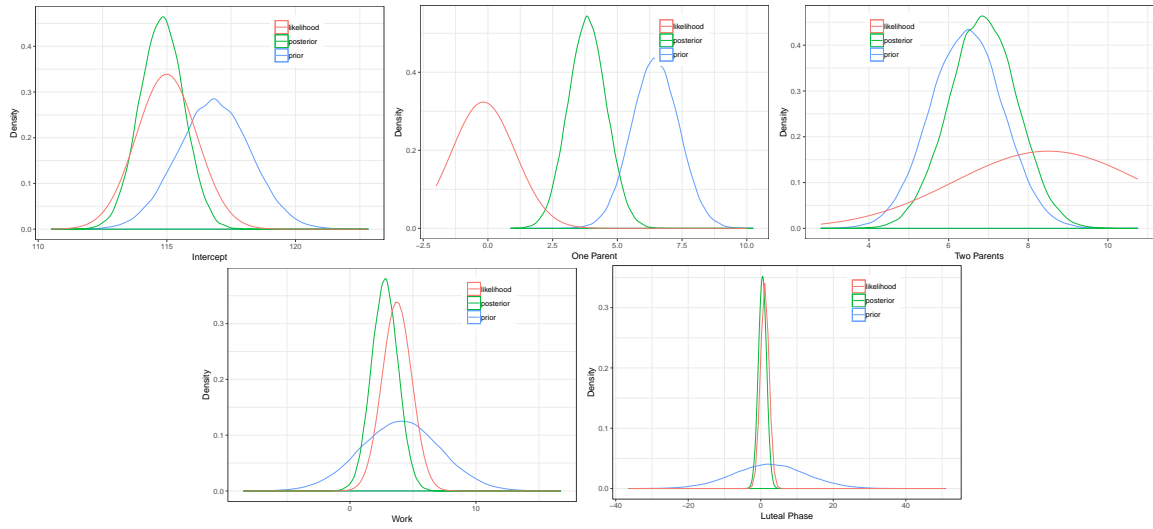 likelihood
posterior
prior
Density
0.4
0.3
0.2
0.1
0.0
110
115
120
Intercept
likelihood
posterior
prior
Density
0.4
0.2
0.0
−2.5
0.0
2.5
5.0
7.5
10.0
One Parent
likelihood
posterior
prior
Density
0.4
0.3
0.2
0.1
0.0
4
6
8
10
Two Parents
likelihood
posterior
prior
Density
0.3
0.2
0.1
0.0
0
10
Work
likelihood
posterior
prior
Density
0.3
0.2
0.1
0.0
−40
−20
0
20
40
Luteal Phase